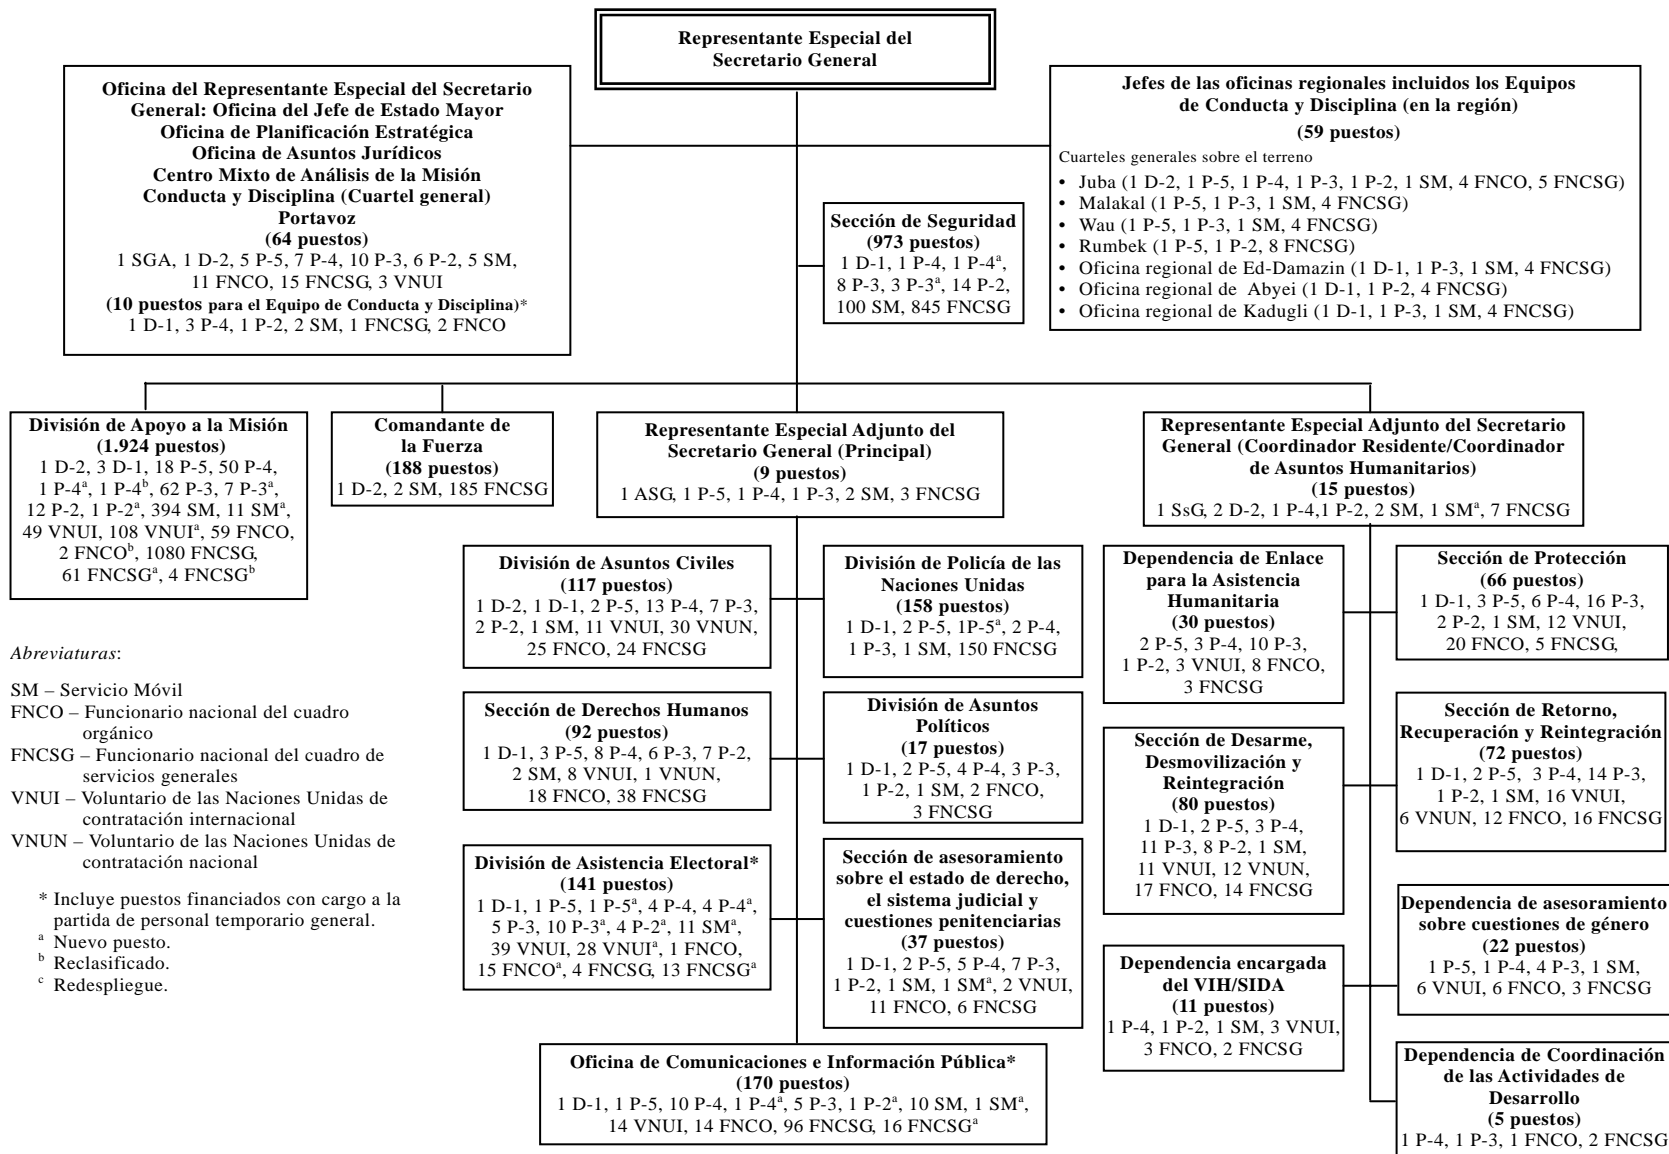 Representante Especial del
Secretario General
Oficina del Representante Especial del Secretario
General: Oficina del Jefe de Estado Mayor
Oficina de Planificación Estratégica
Oficina de Asuntos Jurídicos
Centro Mixto de Análisis de la Misión
Conducta y Disciplina (Cuartel general)
Portavoz
(64 puestos)
1 SGA, 1 D-2, 5 P-5, 7 P-4, 10 P-3, 6 P-2, 5 SM,
11 FNCO, 15 FNCSG, 3 VNUI
(10 puestos para el Equipo de Conducta y Disciplina)*
1 D-1, 3 P-4, 1 P-2, 2 SM, 1 FNCSG, 2 FNCO
Jefes de las oficinas regionales incluidos los Equipos
de Conducta y Disciplina (en la región)
(59 puestos)
Cuarteles generales sobre el terreno
• Juba (1 D-2, 1 P-5, 1 P-4, 1 P-3, 1 P-2, 1 SM, 4 FNCO, 5 FNCSG)
• Malakal (1 P-5, 1 P-3, 1 SM, 4 FNCSG)
• Wau (1 P-5, 1 P-3, 1 SM, 4 FNCSG)
• Rumbek (1 P-5, 1 P-2, 8 FNCSG)
• Oficina regional de Ed-Damazin (1 D-1, 1 P-3, 1 SM, 4 FNCSG)
• Oficina regional de Abyei (1 D-1, 1 P-2, 4 FNCSG)
• Oficina regional de Kadugli (1 D-1, 1 P-3, 1 SM, 4 FNCSG)
Sección de Seguridad
(973 puestos)
1 D-1, 1 P-4, 1 P-4ª,
8 P-3, 3 P-3ª, 14 P-2,
100 SM, 845 FNCSG
División de Apoyo a la Misión
(1.924 puestos)
1 D-2, 3 D-1, 18 P-5, 50 P-4,
1 P-4ª, 1 P-4ᵇ, 62 P-3, 7 P-3ª,
12 P-2, 1 P-2ª, 394 SM, 11 SMª,
49 VNUI, 108 VNUIª, 59 FNCO,
2 FNCOᵇ, 1080 FNCSG,
61 FNCSGª, 4 FNCSGᵇ
Comandante de
la Fuerza
(188 puestos)
1 D-2, 2 SM, 185 FNCSG
Representante Especial Adjunto del
Secretario General (Principal)
(9 puestos)
1 ASG, 1 P-5, 1 P-4, 1 P-3, 2 SM, 3 FNCSG
Representante Especial Adjunto del Secretario
General (Coordinador Residente/Coordinador
de Asuntos Humanitarios)
(15 puestos)
1 SsG, 2 D-2, 1 P-4,1 P-2, 2 SM, 1 SMª, 7 FNCSG
División de Asuntos Civiles
(117 puestos)
1 D-2, 1 D-1, 2 P-5, 13 P-4, 7 P-3,
2 P-2, 1 SM, 11 VNUI, 30 VNUN,
25 FNCO, 24 FNCSG
División de Policía de las
Naciones Unidas
(158 puestos)
1 D-1, 2 P-5, 1P-5ª, 2 P-4,
1 P-3, 1 SM, 150 FNCSG
Dependencia de Enlace
para la Asistencia
Humanitaria
(30 puestos)
2 P-5, 3 P-4, 10 P-3,
1 P-2, 3 VNUI, 8 FNCO,
3 FNCSG
Sección de Protección
(66 puestos)
1 D-1, 3 P-5, 6 P-4, 16 P-3,
2 P-2, 1 SM, 12 VNUI,
20 FNCO, 5 FNCSG,
Abreviaturas:
SM – Servicio Móvil
FNCO – Funcionario nacional del cuadro
orgánico
FNCSG – Funcionario nacional del cuadro de
servicios generales
VNUI – Voluntario de las Naciones Unidas de
contratación internacional
VNUN – Voluntario de las Naciones Unidas de
contratación nacional
* Incluye puestos financiados con cargo a la
partida de personal temporario general.
ª Nuevo puesto.
ᵇ Reclasificado.
ᶜ Redespliegue.
Sección de Derechos Humanos
(92 puestos)
1 D-1, 3 P-5, 8 P-4, 6 P-3, 7 P-2,
2 SM, 8 VNUI, 1 VNUN,
18 FNCO, 38 FNCSG
División de Asuntos
Políticos
(17 puestos)
1 D-1, 2 P-5, 4 P-4, 3 P-3,
1 P-2, 1 SM, 2 FNCO,
3 FNCSG
Sección de Desarme,
Desmovilización y
Reintegración
(80 puestos)
1 D-1, 2 P-5, 3 P-4,
11 P-3, 8 P-2, 1 SM,
11 VNUI, 12 VNUN,
17 FNCO, 14 FNCSG
Sección de Retorno,
Recuperación y Reintegración
(72 puestos)
1 D-1, 2 P-5, 3 P-4, 14 P-3,
1 P-2, 1 SM, 16 VNUI,
6 VNUN, 12 FNCO, 16 FNCSG
División de Asistencia Electoral*
(141 puestos)
1 D-1, 1 P-5, 1 P-5ª, 4 P-4, 4 P-4ª,
5 P-3, 10 P-3ª, 4 P-2ª, 11 SMª,
39 VNUI, 28 VNUIª, 1 FNCO,
15 FNCOª, 4 FNCSG, 13 FNCSGª
Sección de asesoramiento
sobre el estado de derecho,
el sistema judicial y
cuestiones penitenciarias
(37 puestos)
1 D-1, 2 P-5, 5 P-4, 7 P-3,
1 P-2, 1 SM, 1 SMª, 2 VNUI,
11 FNCO, 6 FNCSG
Dependencia encargada
del VIH/SIDA
(11 puestos)
1 P-4, 1 P-2, 1 SM, 3 VNUI,
3 FNCO, 2 FNCSG
Dependencia de asesoramiento
sobre cuestiones de género
(22 puestos)
1 P-5, 1 P-4, 4 P-3, 1 SM,
6 VNUI, 6 FNCO, 3 FNCSG
Oficina de Comunicaciones e Información Pública*
(170 puestos)
1 D-1, 1 P-5, 10 P-4, 1 P-4ª, 5 P-3, 1 P-2ª, 10 SM, 1 SMª,
14 VNUI, 14 FNCO, 96 FNCSG, 16 FNCSGª
Dependencia de Coordinación
de las Actividades de
Desarrollo
(5 puestos)
1 P-4, 1 P-3, 1 FNCO, 2 FNCSG